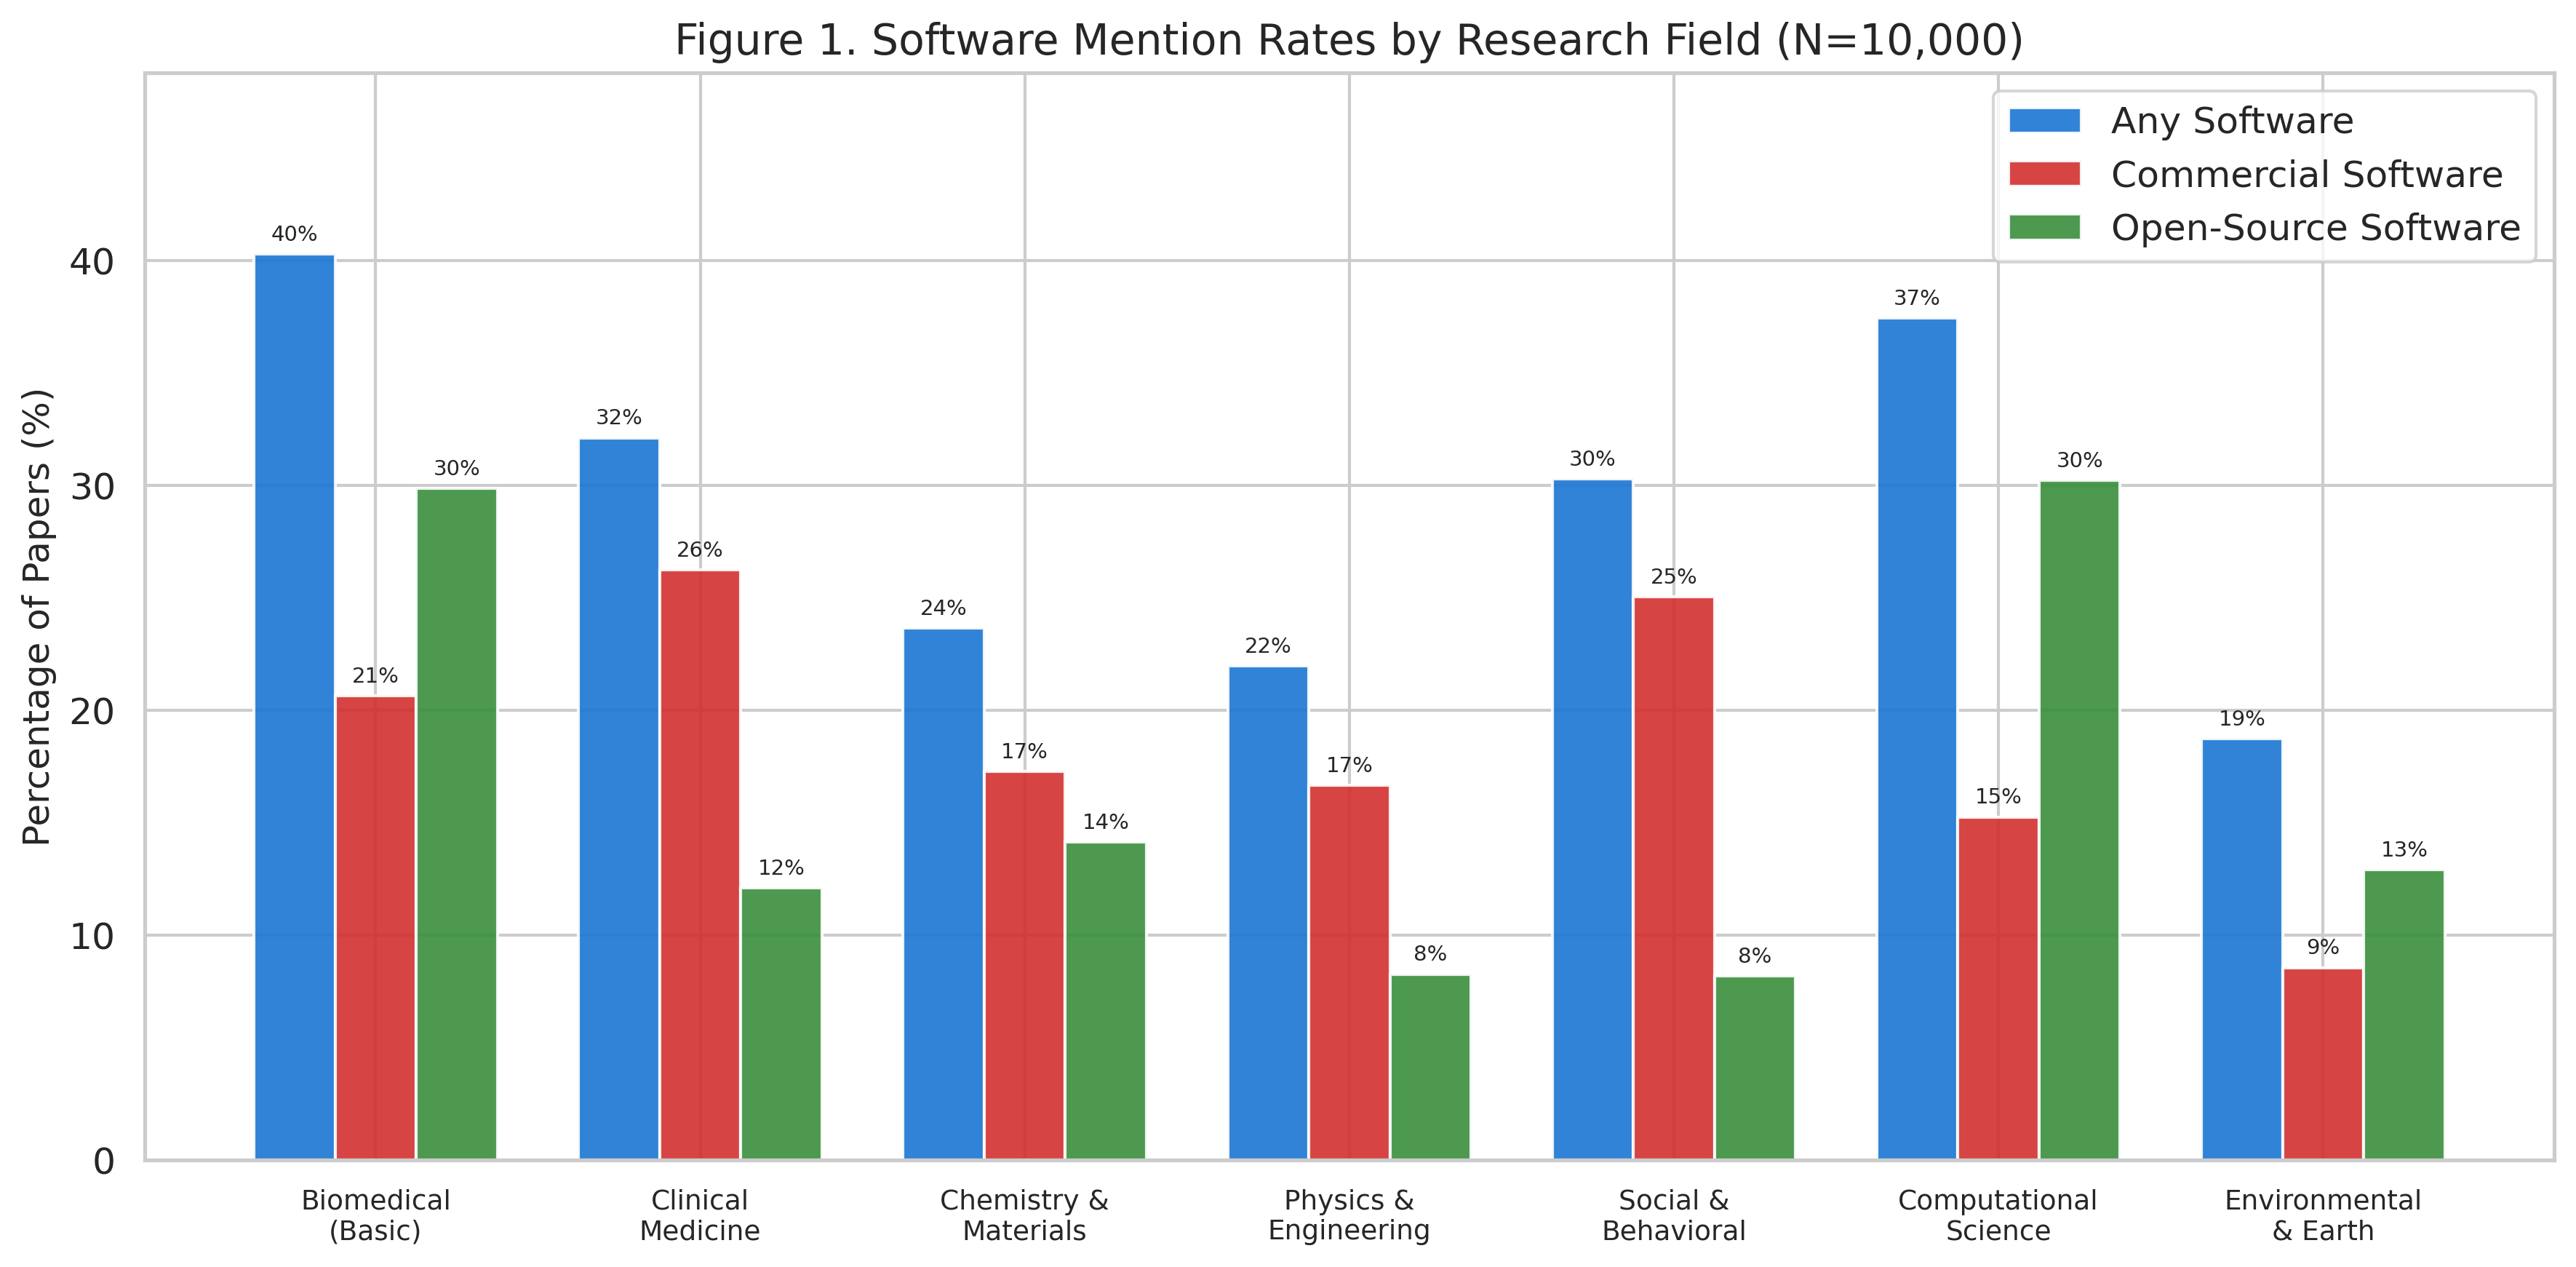 Figure 1. Software Mention Rates by Research Field (N=10,000)
Any Software
Commercial Software
Open-Source Software
Percentage of Papers (%)
40
30
20
10
0
40%
21%
30%
32%
26%
12%
24%
17%
14%
22%
17%
8%
30%
25%
8%
37%
15%
30%
19%
9%
13%
Biomedical
(Basic)
Clinical
Medicine
Chemistry &
Materials
Physics &
Engineering
Social &
Behavioral
Computational
Science
Environmental
& Earth